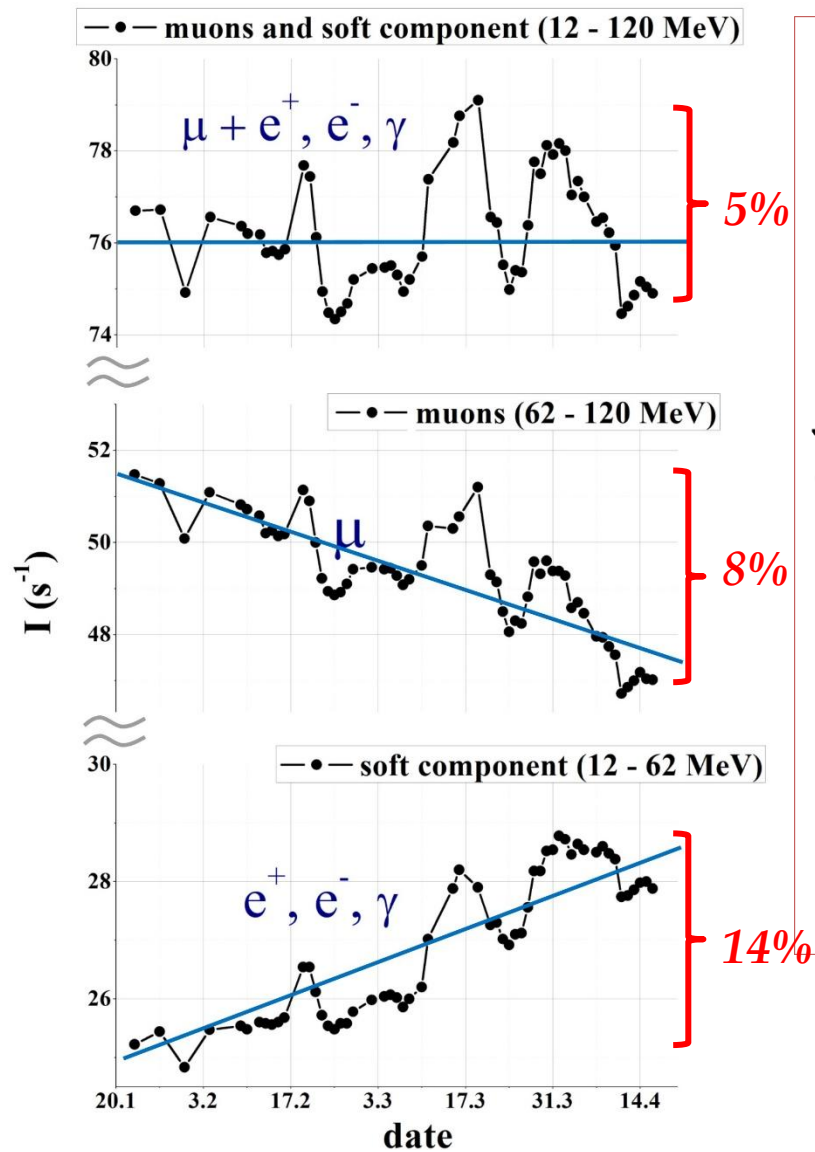 muons and soft component (12 - 120 MeV)
80
μ + e⁺, e⁻, γ
78
5%
76
74
muons (62 - 120 MeV)
52
μ
50
8%
I (s⁻¹)
48
30
soft component (12 - 62 MeV)
28
e⁺, e⁻, γ
14%
26
20.1 3.2 17.2 3.3 17.3 31.3 14.4
date